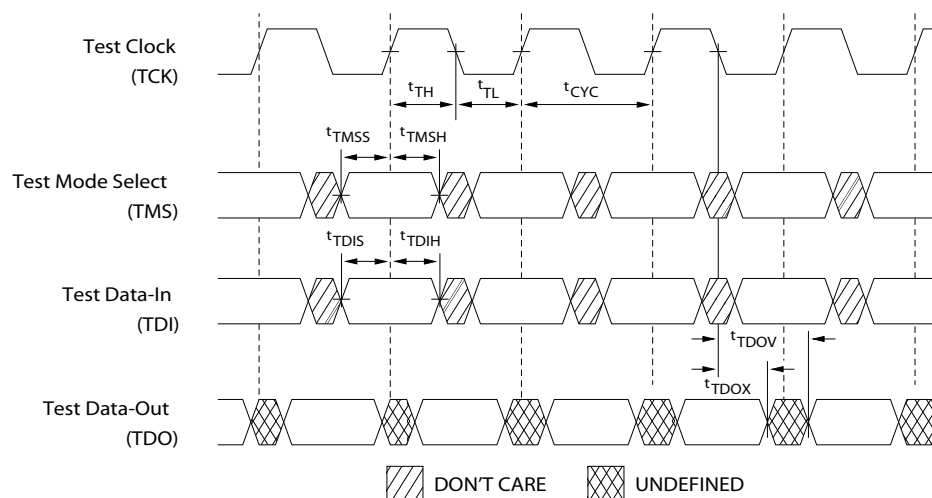 Test Clock
(TCK)
tTH
tTL
tCYC
tTMSS
tTMSH
Test Mode Select
(TMS)
tTDIS
tTDIH
Test Data-In
(TDI)
tTDOV
tTDOX
Test Data-Out
(TDO)
DON'T CARE
UNDEFINED